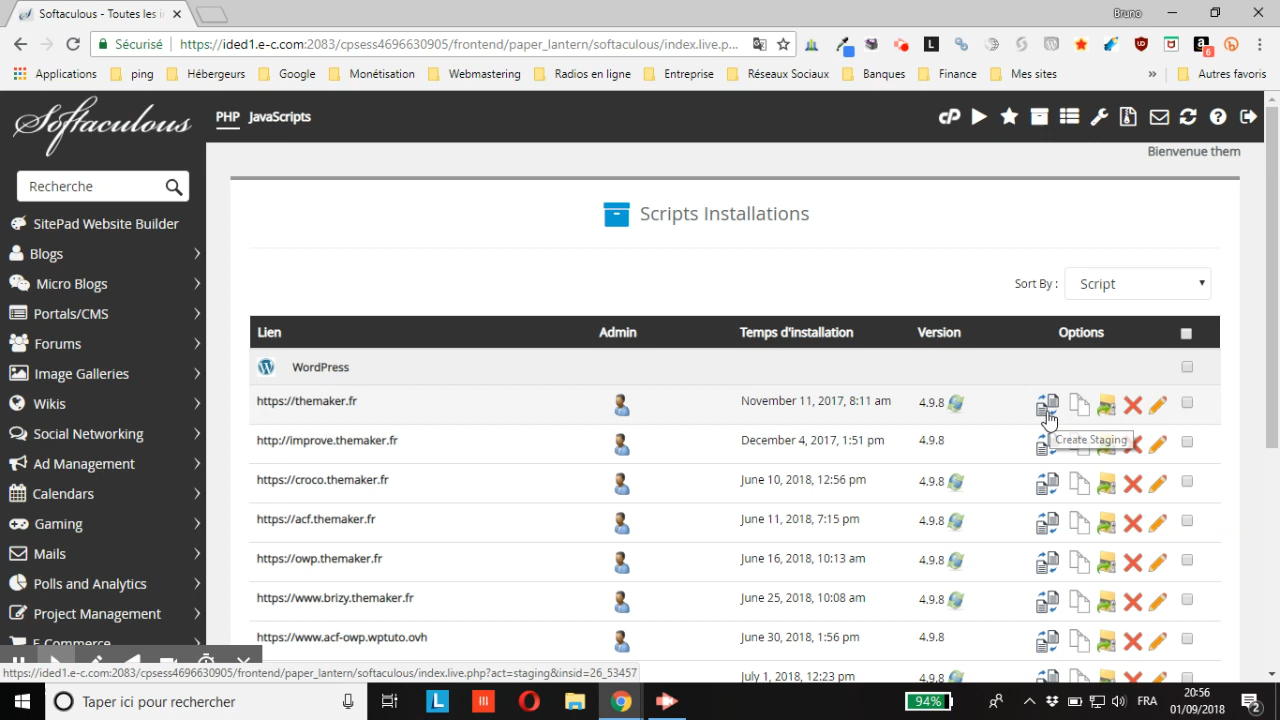 Softaculous - Toutes les i
Bruno
Sécurisé
https://ided1.e-c.com:2083/cpsess4696630905/frontend/paper_lantern/softaculous/index.live.p...
6
Applications
ping
Hébergeurs
Google
Monétisation
Webmastering
Radios en ligne
Entreprise
Réseaux Sociaux
Banques
Finance
Mes sites
»
Autres favoris
Softaculous
PHP
JavaScripts
Bienvenue them
Recherche
SitePad Website Builder
Blogs
Micro Blogs
Portals/CMS
Forums
Image Galleries
Wikis
Social Networking
Ad Management
Calendars
Gaming
Mails
Polls and Analytics
Project Management
E-Commerce
Scripts Installations
Sort By :
Script
Lien Admin Temps d'installation Version Options
WordPress
https://themaker.fr November 11, 2017, 8:11 am 4.9.8
Create Staging
http://improve.themaker.fr December 4, 2017, 1:51 pm 4.9.8
https://croco.themaker.fr June 10, 2018, 12:56 pm 4.9.8
https://acf.themaker.fr June 11, 2018, 7:15 pm 4.9.8
https://owp.themaker.fr June 16, 2018, 10:13 am 4.9.8
https://www.brizy.themaker.fr June 25, 2018, 10:08 am 4.9.8
https://www.acf-owp.wptuto.ovh June 30, 2018, 1:56 pm 4.9.8
July 1, 2018, 12:23 pm 4.9.8
https://ided1.e-c.com:2083/cpsess4696630905/frontend/paper_lantern/softaculous/index.live.php?act=staging&insid=26_53457
Taper ici pour rechercher
94%
FRA
20:56
01/09/2018
2